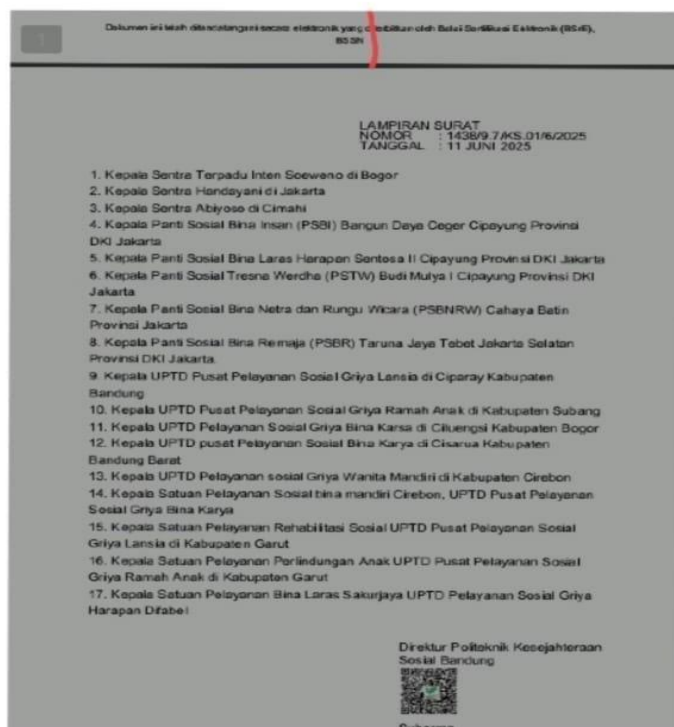 1
Dokumen ini telah ditandatangani secara elektronik yang diterbitkan oleh Balai Sertifikasi Elektronik (BSrE),
BSSN
LAMPIRAN SURAT
NOMOR : 1438/9.7/KS.01/6/2025
TANGGAL : 11 JUNI 2025
1. Kepala Sentra Terpadu Inten Soeweno di Bogor
2. Kepala Sentra Handayani di Jakarta
3. Kepala Sentra Abiyoso di Cimahi
4. Kepala Panti Sosial Bina Insan (PSBI) Bangun Daya Ceger Cipayung Provinsi
DKI Jakarta
5. Kepala Panti Sosial Bina Laras Harapan Sentosa II Cipayung Provinsi DKI Jakarta
6. Kepala Panti Sosial Tresna Werdha (PSTW) Budi Mulya I Cipayung Provinsi DKI
Jakarta
7. Kepala Panti Sosial Bina Netra dan Rungu Wicara (PSBNRW) Cahaya Batin
Provinsi Jakarta
8. Kepala Panti Sosial Bina Remaja (PSBR) Taruna Jaya Tebet Jakarta Selatan
Provinsi DKI Jakarta.
9. Kepala UPTD Pusat Pelayanan Sosial Griya Lansia di Ciparay Kabupaten
Bandung
10. Kepala UPTD Pusat Pelayanan Sosial Griya Ramah Anak di Kabupaten Subang
11. Kepala UPTD Pelayanan Sosial Griya Bina Karsa di Ciluengsi Kabupaten Bogor
12. Kepala UPTD pusat Pelayanan Sosial Bina Karya di Cisarua Kabupaten
Bandung Barat
13. Kepala UPTD Pelayanan sosial Griya Wanita Mandiri di Kabupaten Cirebon
14. Kepala Satuan Pelayanan Sosial bina mandiri Cirebon, UPTD Pusat Pelayanan
Sosial Griya Bina Karya
15. Kepala Satuan Pelayanan Rehabilitasi Sosial UPTD Pusat Pelayanan Sosial
Griya Lansia di Kabupaten Garut
16. Kepala Satuan Pelayanan Perlindungan Anak UPTD Pusat Pelayanan Sosial
Griya Ramah Anak di Kabupaten Garut
17. Kepala Satuan Pelayanan Bina Laras Sakurjaya UPTD Pelayanan Sosial Griya
Harapan Difabel
Direktur Politeknik Kesejahteraan
Sosial Bandung